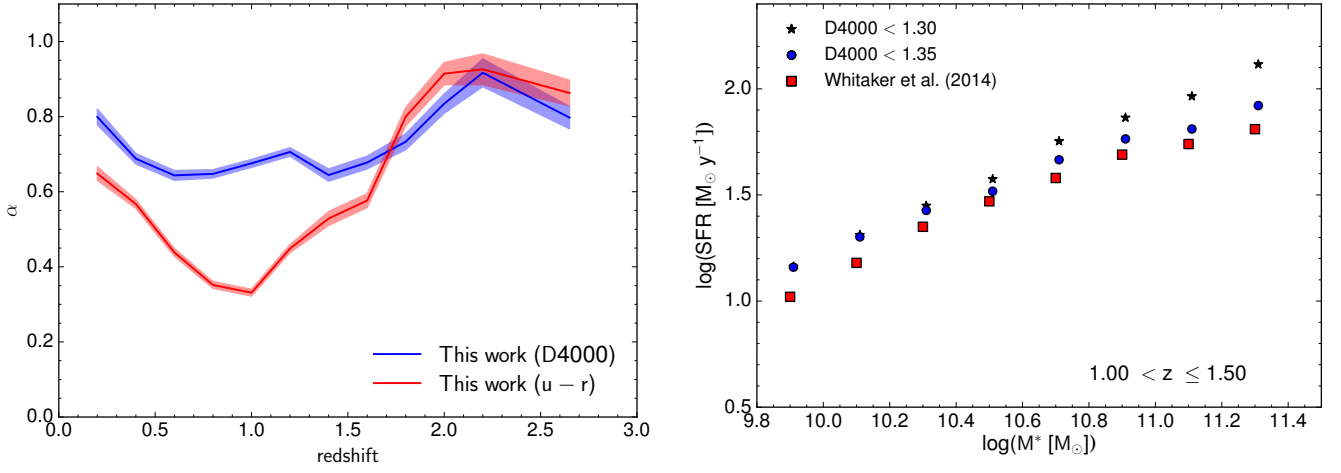 1.0
0.8
0.6
0.4
0.2
0.0
α
This work (D4000)
This work (u − r)
0.0 0.5 1.0 1.5 2.0 2.5 3.0
redshift
D4000 < 1.30
D4000 < 1.35
Whitaker et al. (2014)
2.0
1.5
1.0
0.5
log(SFR [M⊙ y⁻¹])
1.00 < z ≤ 1.50
9.8 10.0 10.2 10.4 10.6 10.8 11.0 11.2 11.4
log(M* [M⊙])